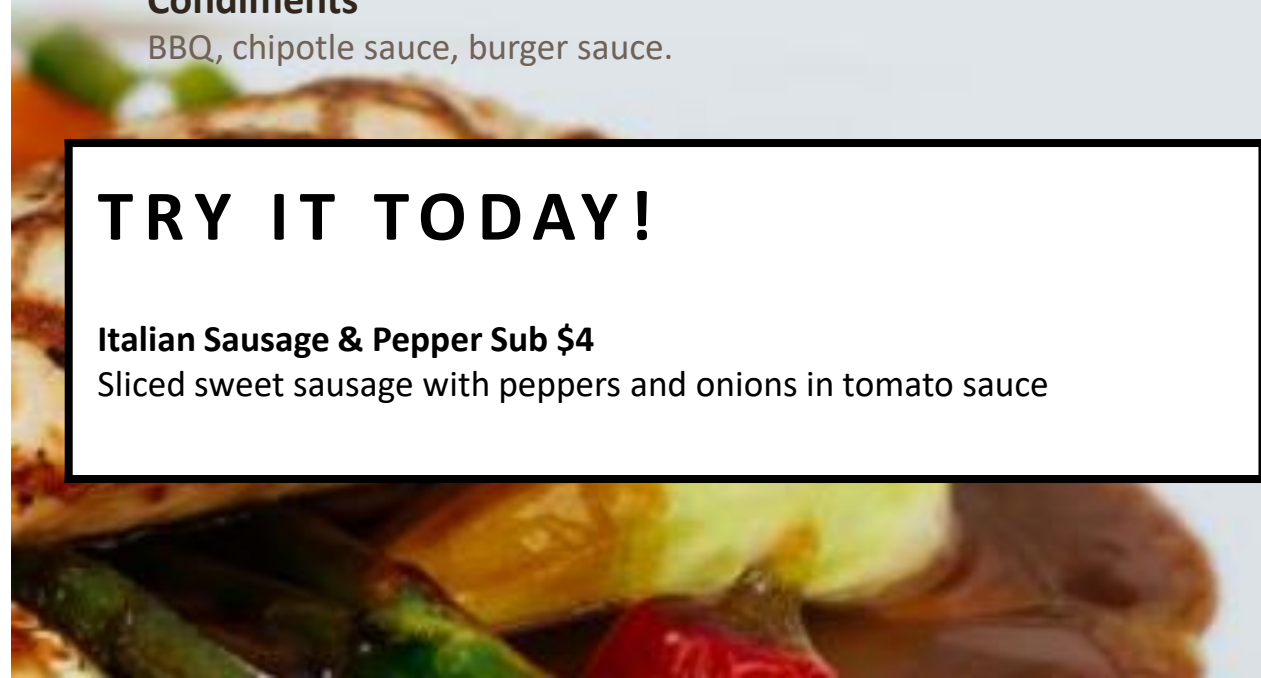 Condiments
BBQ, chipotle sauce, burger sauce.
TRY IT TODAY!
Italian Sausage & Pepper Sub $4
Sliced sweet sausage with peppers and onions in tomato sauce